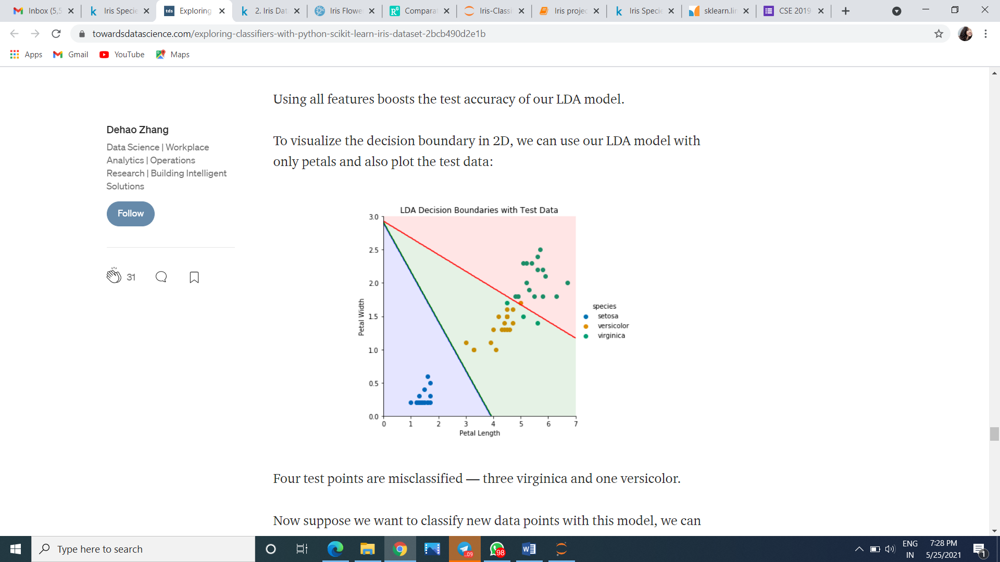 Inbox (5,5
Iris Specie
tds
Exploring
2. Iris Dat
Iris Flowe
Comparat
Iris-Classi
Iris projec
Iris Specie
sklearn.lin
CSE 2019
towardsdatascience.com/exploring-classifiers-with-python-scikit-learn-iris-dataset-2bcb490d2e1b
Apps
Gmail
YouTube
Maps
Using all features boosts the test accuracy of our LDA model.
Dehao Zhang
Data Science | Workplace
Analytics | Operations
Research | Building Intelligent
Solutions
Follow
31
To visualize the decision boundary in 2D, we can use our LDA model with
only petals and also plot the test data:
LDA Decision Boundaries with Test Data
3.0
2.5
2.0
1.5
1.0
0.5
0.0
Petal Width
0 1 2 3 4 5 6 7
Petal Length
species
setosa
versicolor
virginica
Four test points are misclassified — three virginica and one versicolor.
Now suppose we want to classify new data points with this model, we can
Type here to search
..09
98
ENG
IN
7:28 PM
5/25/2021
1